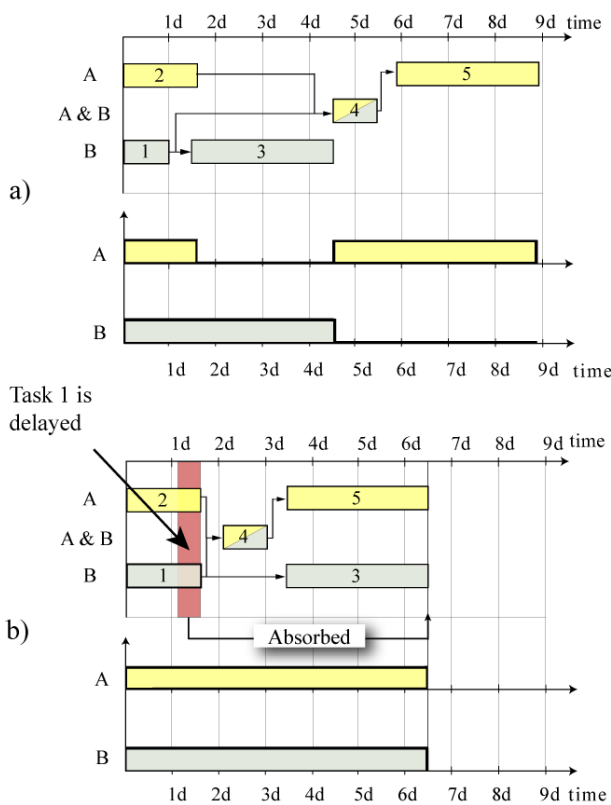 1d 2d 3d 4d 5d 6d 7d 8d 9d time
A 2 5
A & B 4
B 1 3
a)
A
B
1d 2d 3d 4d 5d 6d 7d 8d 9d time
Task 1 is
delayed
1d 2d 3d 4d 5d 6d 7d 8d 9d time
A 2 5
A & B 4
B 1 3
b)
Absorbed
A
B
1d 2d 3d 4d 5d 6d 7d 8d 9d